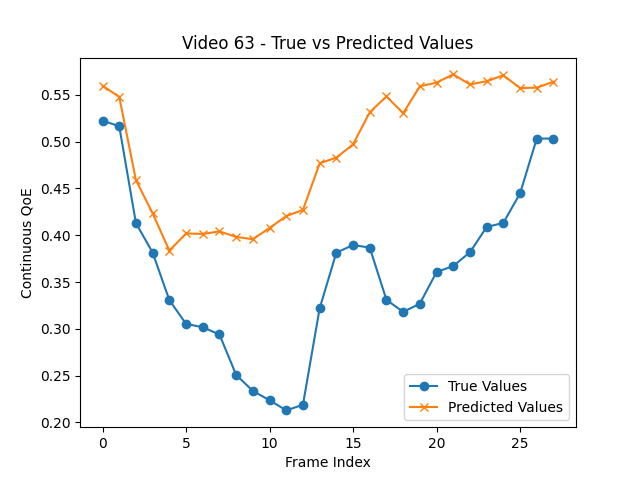 Video 63 - True vs Predicted Values
Continuous QoE
0.55
0.50
0.45
0.40
0.35
0.30
0.25
0.20
True Values
Predicted Values
0 5 10 15 20 25
Frame Index